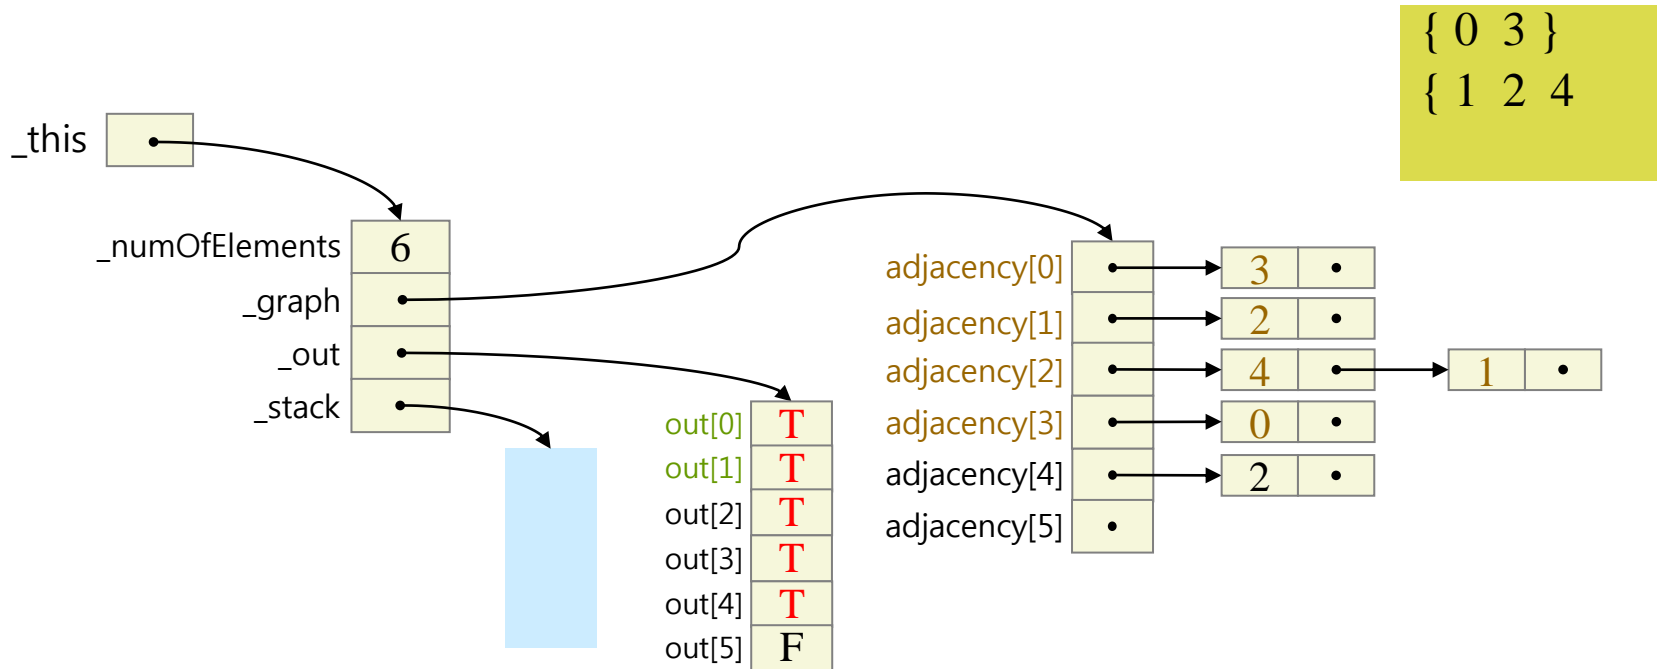 { 0 3 }
{ 1 2 4
_this
_numOfElements 6
_graph
_out
_stack
out[0] T
out[1] T
out[2] T
out[3] T
out[4] T
out[5] F
adjacency[0] 3
adjacency[1] 2
adjacency[2] 4 1
adjacency[3] 0
adjacency[4] 2
adjacency[5]